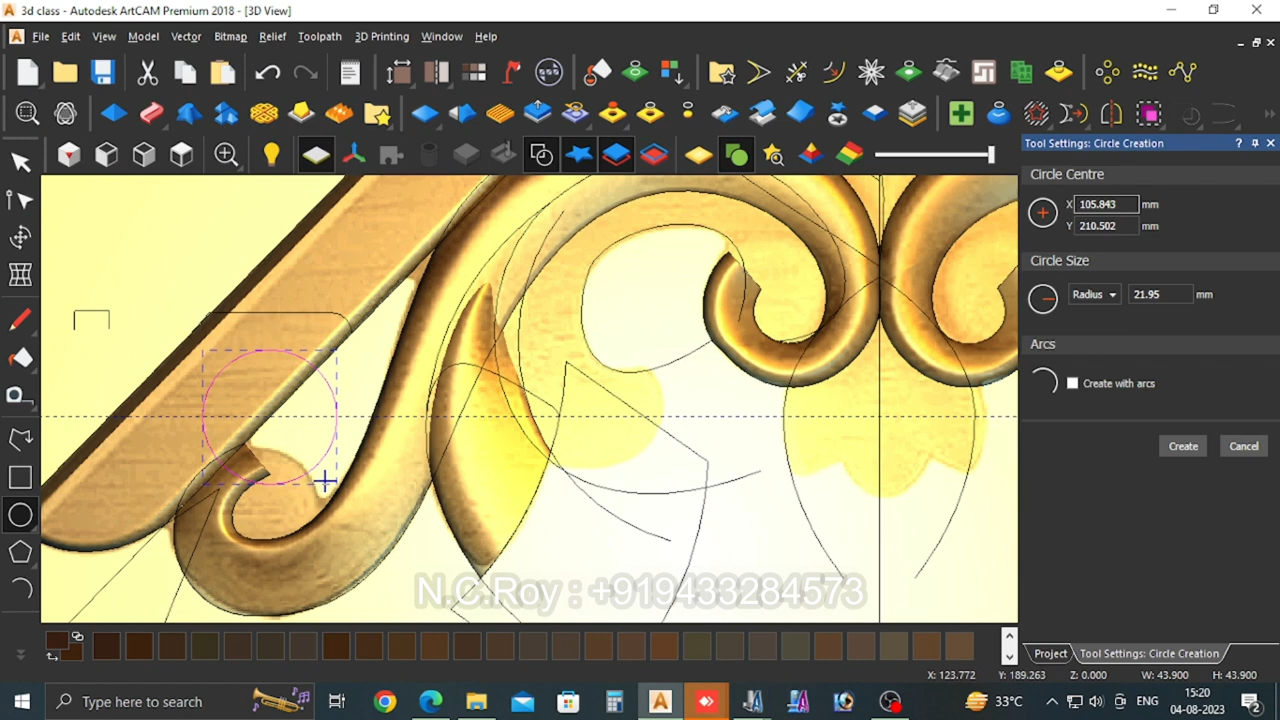 3d class - Autodesk ArtCAM Premium 2018 - [3D View]
File Edit View Model Vector Bitmap Relief Toolpath 3D Printing Window Help
Tool Settings: Circle Creation
Circle Centre
X 105.843 mm
Y 210.502 mm
Circle Size
Radius 21.95 mm
Arcs
Create with arcs
Create Cancel
N.C.Roy : +919433284573
Project Tool Settings: Circle Creation
X: 123.772 Y: 189.263 Z: 0.000 W: 43.900 H: 43.900
Type here to search
33°C
ENG
15:20
04-08-2023
2